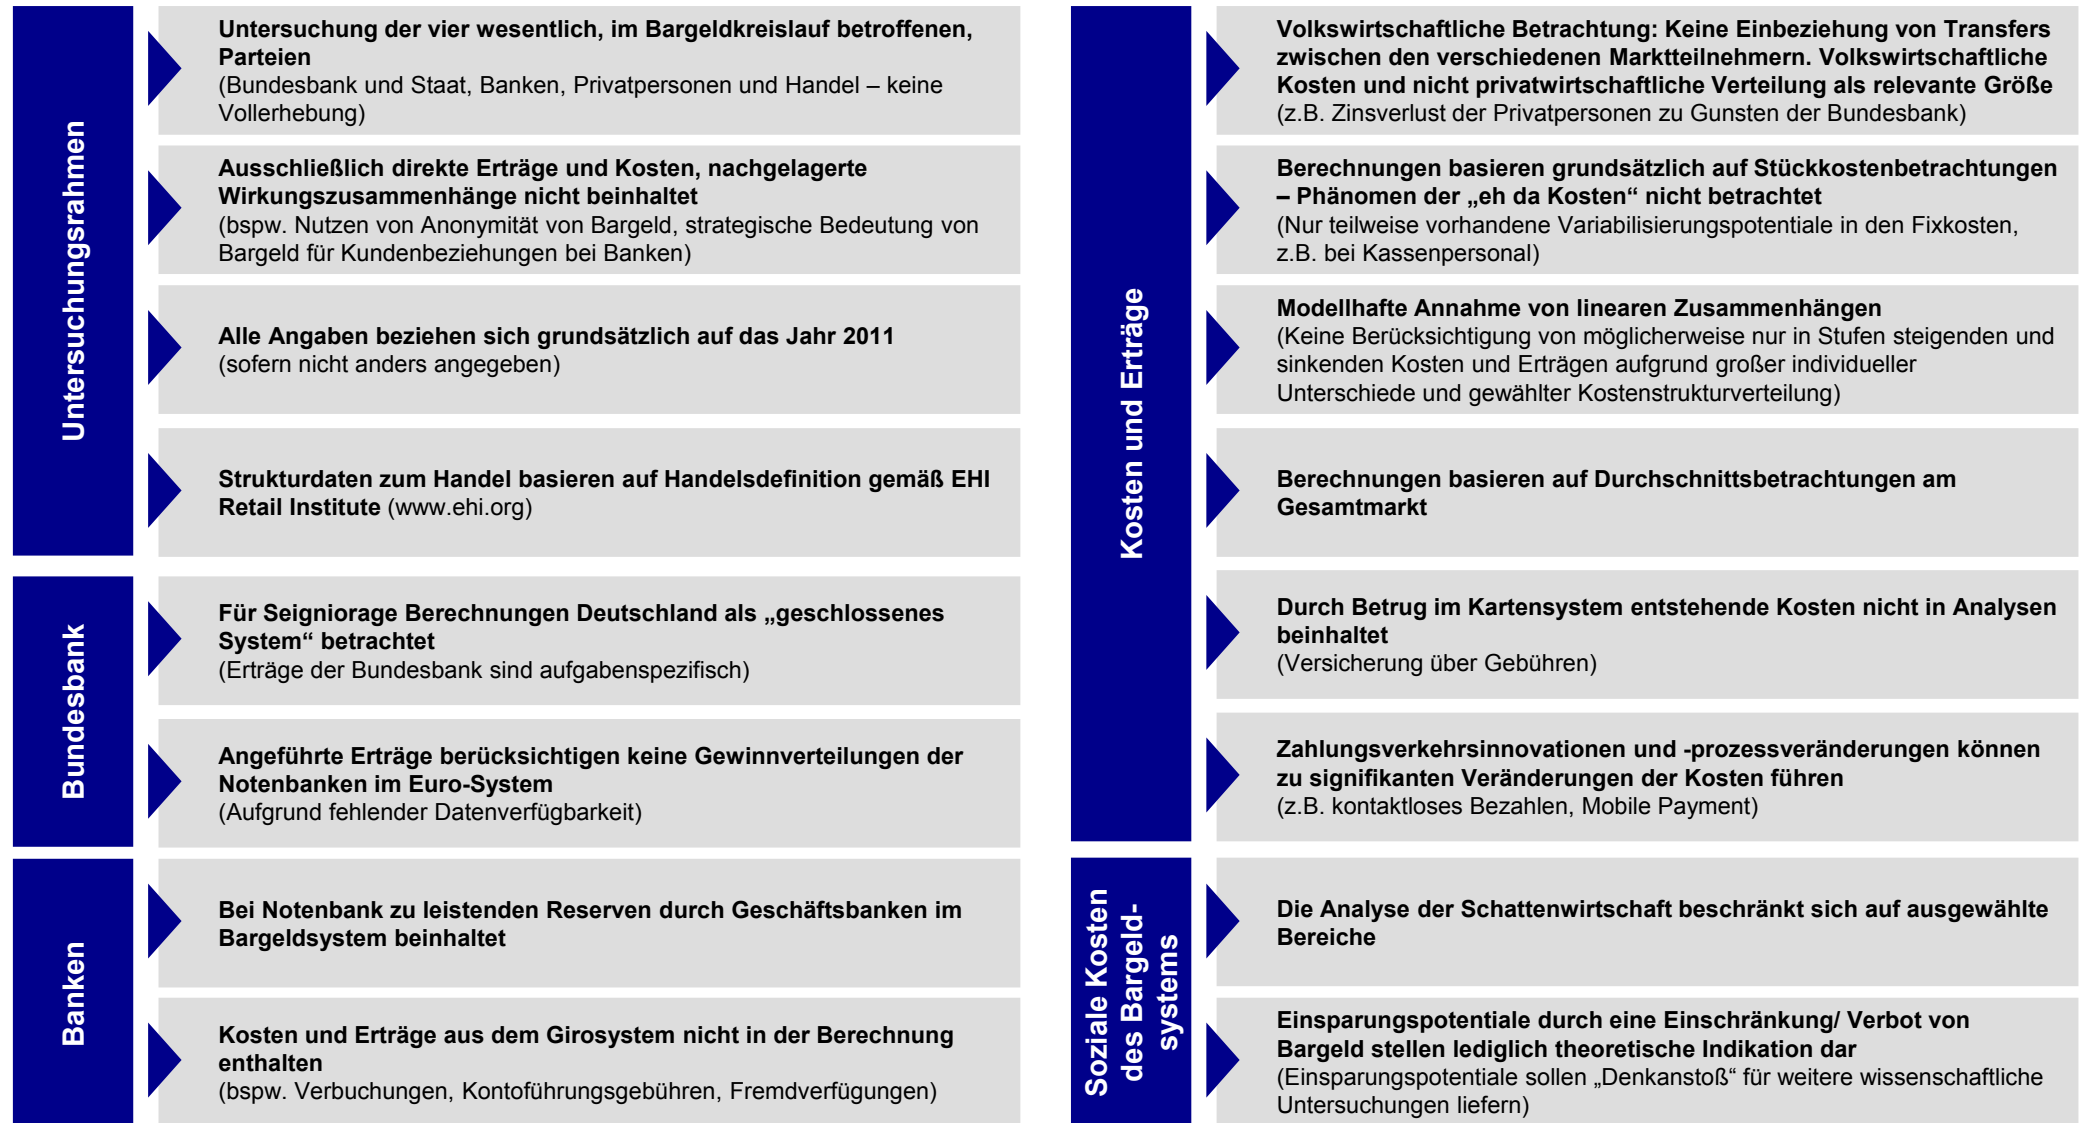 Untersuchungsrahmen
Untersuchung der vier wesentlich, im Bargeldkreislauf betroffenen,
Parteien
(Bundesbank und Staat, Banken, Privatpersonen und Handel – keine
Vollerhebung)
Ausschließlich direkte Erträge und Kosten, nachgelagerte
Wirkungszusammenhänge nicht beinhaltet
(bspw. Nutzen von Anonymität von Bargeld, strategische Bedeutung von
Bargeld für Kundenbeziehungen bei Banken)
Alle Angaben beziehen sich grundsätzlich auf das Jahr 2011
(sofern nicht anders angegeben)
Strukturdaten zum Handel basieren auf Handelsdefinition gemäß EHI
Retail Institute (www.ehi.org)
Bundesbank
Für Seigniorage Berechnungen Deutschland als „geschlossenes
System“ betrachtet
(Erträge der Bundesbank sind aufgabenspezifisch)
Angeführte Erträge berücksichtigen keine Gewinnverteilungen der
Notenbanken im Euro-System
(Aufgrund fehlender Datenverfügbarkeit)
Banken
Bei Notenbank zu leistenden Reserven durch Geschäftsbanken im
Bargeldsystem beinhaltet
Kosten und Erträge aus dem Girosystem nicht in der Berechnung
enthalten
(bspw. Verbuchungen, Kontoführungsgebühren, Fremdverfügungen)
Kosten und Erträge
Volkswirtschaftliche Betrachtung: Keine Einbeziehung von Transfers
zwischen den verschiedenen Marktteilnehmern. Volkswirtschaftliche
Kosten und nicht privatwirtschaftliche Verteilung als relevante Größe
(z.B. Zinsverlust der Privatpersonen zu Gunsten der Bundesbank)
Berechnungen basieren grundsätzlich auf Stückkostenbetrachtungen
– Phänomen der „eh da Kosten“ nicht betrachtet
(Nur teilweise vorhandene Variabilisierungspotentiale in den Fixkosten,
z.B. bei Kassenpersonal)
Modellhafte Annahme von linearen Zusammenhängen
(Keine Berücksichtigung von möglicherweise nur in Stufen steigenden und
sinkenden Kosten und Erträgen aufgrund großer individueller
Unterschiede und gewählter Kostenstrukturverteilung)
Berechnungen basieren auf Durchschnittsbetrachtungen am
Gesamtmarkt
Durch Betrug im Kartensystem entstehende Kosten nicht in Analysen
beinhaltet
(Versicherung über Gebühren)
Zahlungsverkehrsinnovationen und -prozessveränderungen können
zu signifikanten Veränderungen der Kosten führen
(z.B. kontaktloses Bezahlen, Mobile Payment)
Soziale Kosten
des Bargeld-
systems
Die Analyse der Schattenwirtschaft beschränkt sich auf ausgewählte
Bereiche
Einsparungspotentiale durch eine Einschränkung/ Verbot von
Bargeld stellen lediglich theoretische Indikation dar
(Einsparungspotentiale sollen „Denkanstoß“ für weitere wissenschaftliche
Untersuchungen liefern)